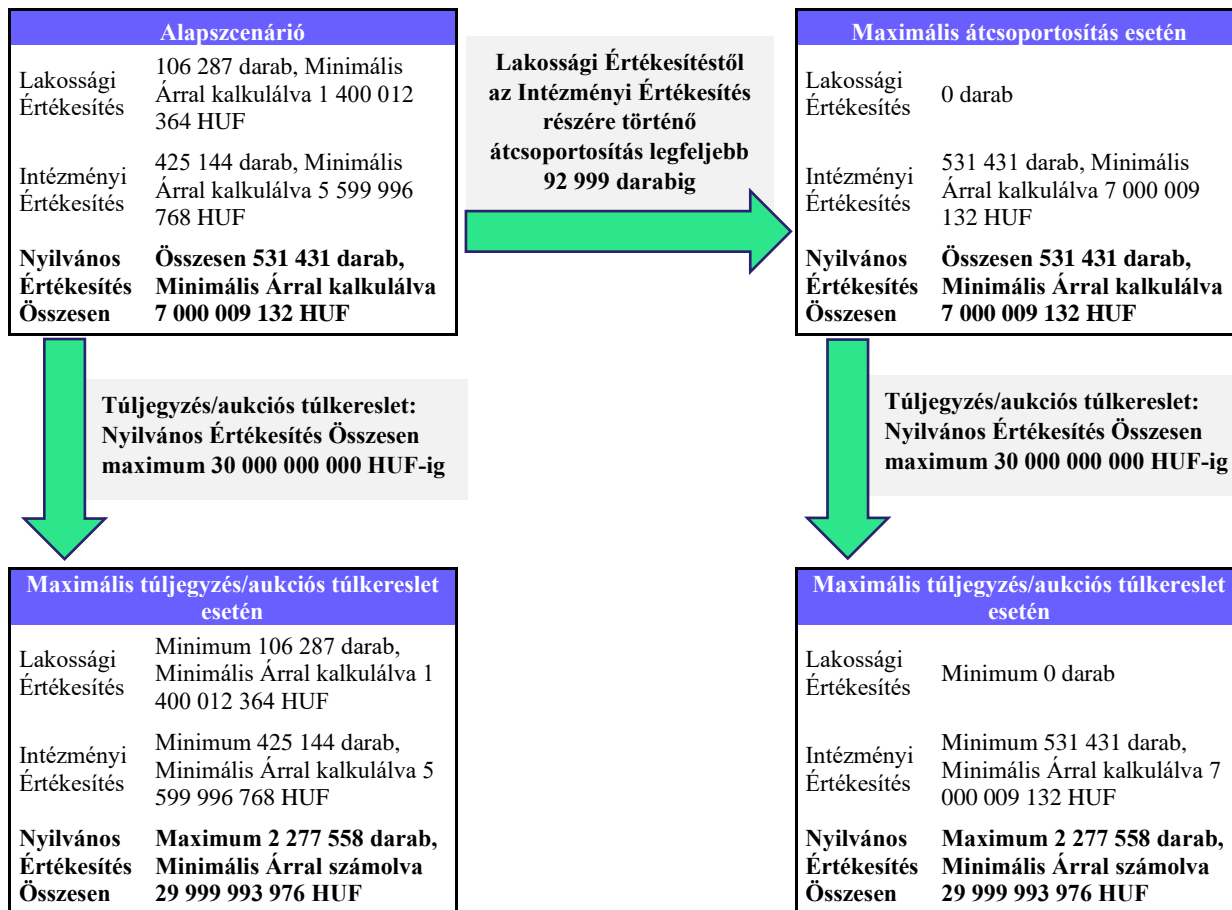 Alapszcenárió
Lakossági
Értékesítés
106 287 darab, Minimális
Árral kalkulálva 1 400 012
364 HUF
Intézményi
Értékesítés
425 144 darab, Minimális
Árral kalkulálva 5 599 996
768 HUF
Nyilvános
Értékesítés
Összesen
Összesen 531 431 darab,
Minimális Árral kalkulálva
7 000 009 132 HUF
Lakossági Értékesítéstől
az Intézményi Értékesítés
részére történő
átcsoportosítás legfeljebb
92 999 darabig
Maximális átcsoportosítás esetén
Lakossági
Értékesítés
0 darab
Intézményi
Értékesítés
531 431 darab, Minimális
Árral kalkulálva 7 000 009
132 HUF
Nyilvános
Értékesítés
Összesen
Összesen 531 431 darab,
Minimális Árral kalkulálva
7 000 009 132 HUF
Túljegyzés/aukciós túlkereslet:
Nyilvános Értékesítés Összesen
maximum 30 000 000 000 HUF-ig
Túljegyzés/aukciós túlkereslet:
Nyilvános Értékesítés Összesen
maximum 30 000 000 000 HUF-ig
Maximális túljegyzés/aukciós túlkereslet
esetén
Lakossági
Értékesítés
Minimum 106 287 darab,
Minimális Árral kalkulálva 1
400 012 364 HUF
Intézményi
Értékesítés
Minimum 425 144 darab,
Minimális Árral kalkulálva 5
599 996 768 HUF
Nyilvános
Értékesítés
Összesen
Maximum 2 277 558 darab,
Minimális Árral számolva
29 999 993 976 HUF
Maximális túljegyzés/aukciós túlkereslet
esetén
Lakossági
Értékesítés
Minimum 0 darab
Intézményi
Értékesítés
Minimum 531 431 darab,
Minimális Árral kalkulálva 7
000 009 132 HUF
Nyilvános
Értékesítés
Összesen
Maximum 2 277 558 darab,
Minimális Árral számolva
29 999 993 976 HUF